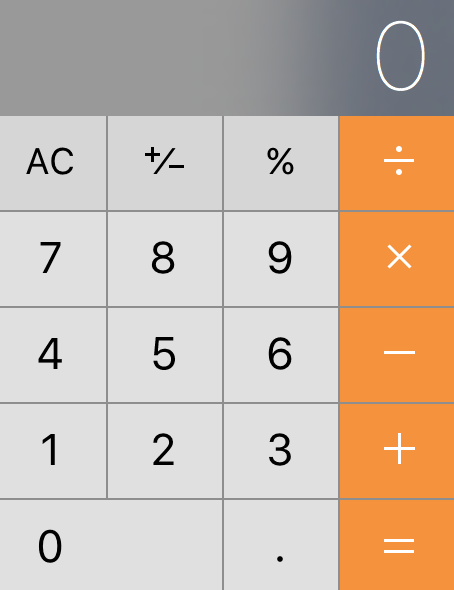 0
AC ⁺∕₋ % ÷
7 8 9 ×
4 5 6 −
1 2 3 +
0 . =